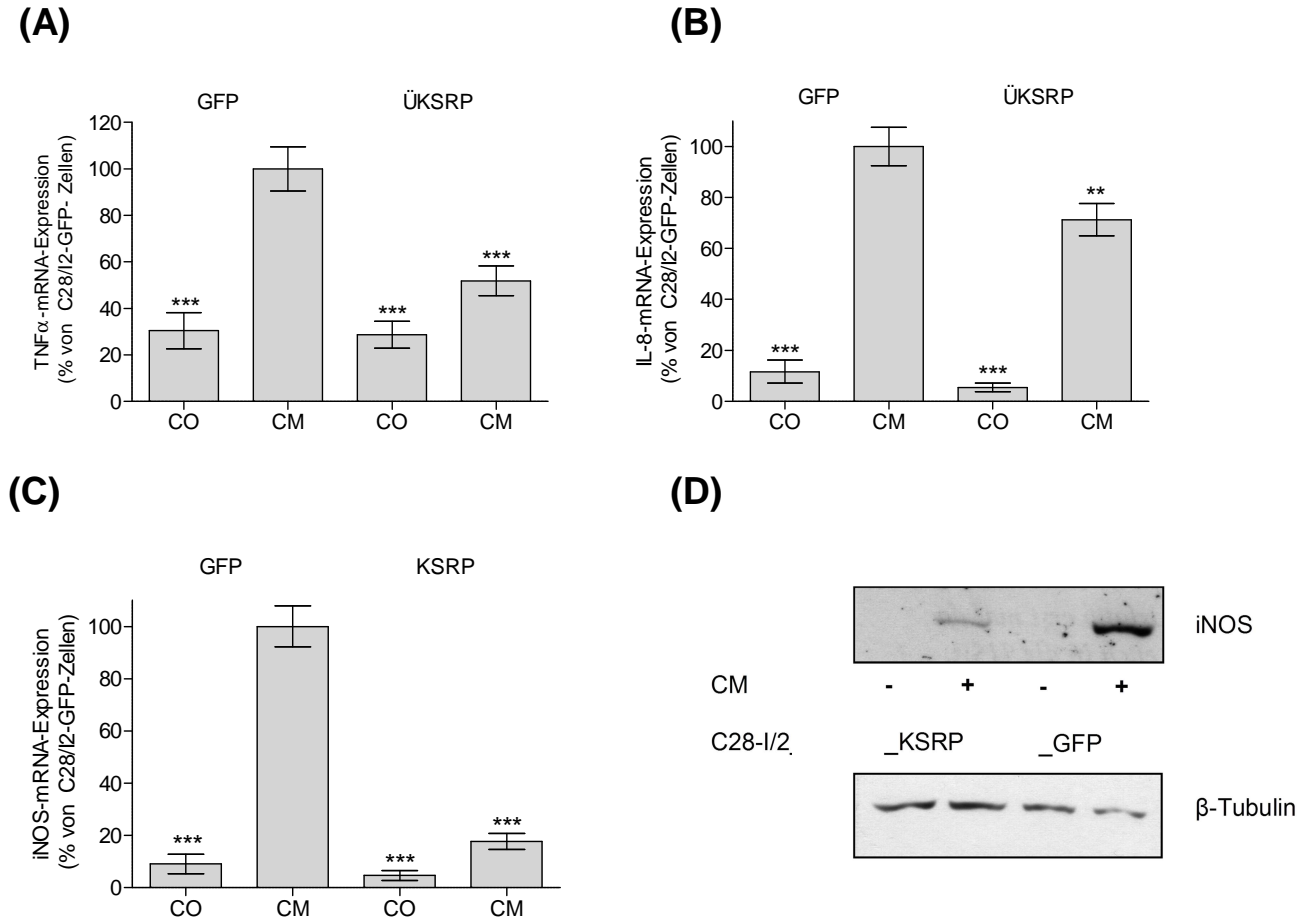 (A)
GFP ÜKSRP
TNFα-mRNA-Expression
(% von C28/I2-GFP- Zellen)
120
100
80
60
40
20
0
***
***
***
CO CM CO CM
(B)
GFP ÜKSRP
IL-8-mRNA-Expression
(% von C28/I2-GFP-Zellen)
100
80
60
40
20
0
***
***
**
CO CM CO CM
(C)
GFP KSRP
iNOS-mRNA-Expression
(% von C28/I2-GFP-Zellen)
100
80
60
40
20
0
***
***
***
CO CM CO CM
(D)
iNOS
CM - + - +
C28-I/2_ _KSRP _GFP
β-Tubulin